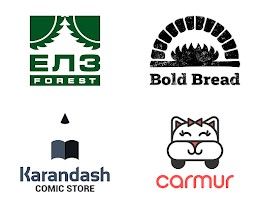 ЕЛЗ
FOREST
Bold Bread
Karandash
COMIC STORE
carmur